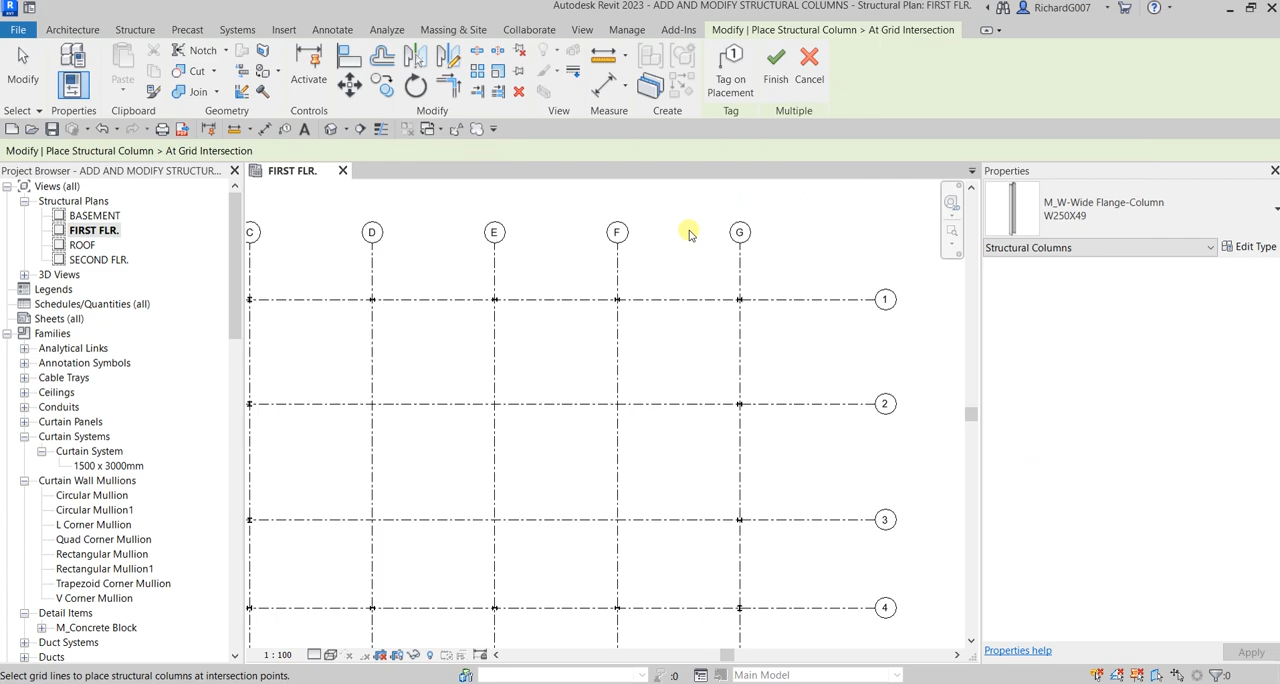 Autodesk Revit 2023 - ADD AND MODIFY STRUCTURAL COLUMNS - Structural Plan: FIRST FLR.
RichardG007
File Architecture Structure Precast Systems Insert Annotate Analyze Massing & Site Collaborate View Manage Add-Ins Modify | Place Structural Column > At Grid Intersection
Modify
Paste
Notch
Cut
Join
Activate
Tag on
Placement
Finish
Cancel
Select
Properties
Clipboard
Geometry
Controls
Modify
View
Measure
Create
Tag
Multiple
Modify | Place Structural Column > At Grid Intersection
Project Browser - ADD AND MODIFY STRUCTUR...
FIRST FLR.
Properties
Views (all)
Structural Plans
BASEMENT
FIRST FLR.
ROOF
SECOND FLR.
3D Views
Legends
Schedules/Quantities (all)
Sheets (all)
Families
Analytical Links
Annotation Symbols
Cable Trays
Ceilings
Conduits
Curtain Panels
Curtain Systems
Curtain System
1500 x 3000mm
Curtain Wall Mullions
Circular Mullion
Circular Mullion1
L Corner Mullion
Quad Corner Mullion
Rectangular Mullion
Rectangular Mullion1
Trapezoid Corner Mullion
V Corner Mullion
Detail Items
M_Concrete Block
Duct Systems
Ducts
C D E F G
1
2
3
4
M_W-Wide Flange-Column
W250X49
Structural Columns
Edit Type
1 : 100
Properties help
Apply
Select grid lines to place structural columns at intersection points.
:0
Main Model
:0